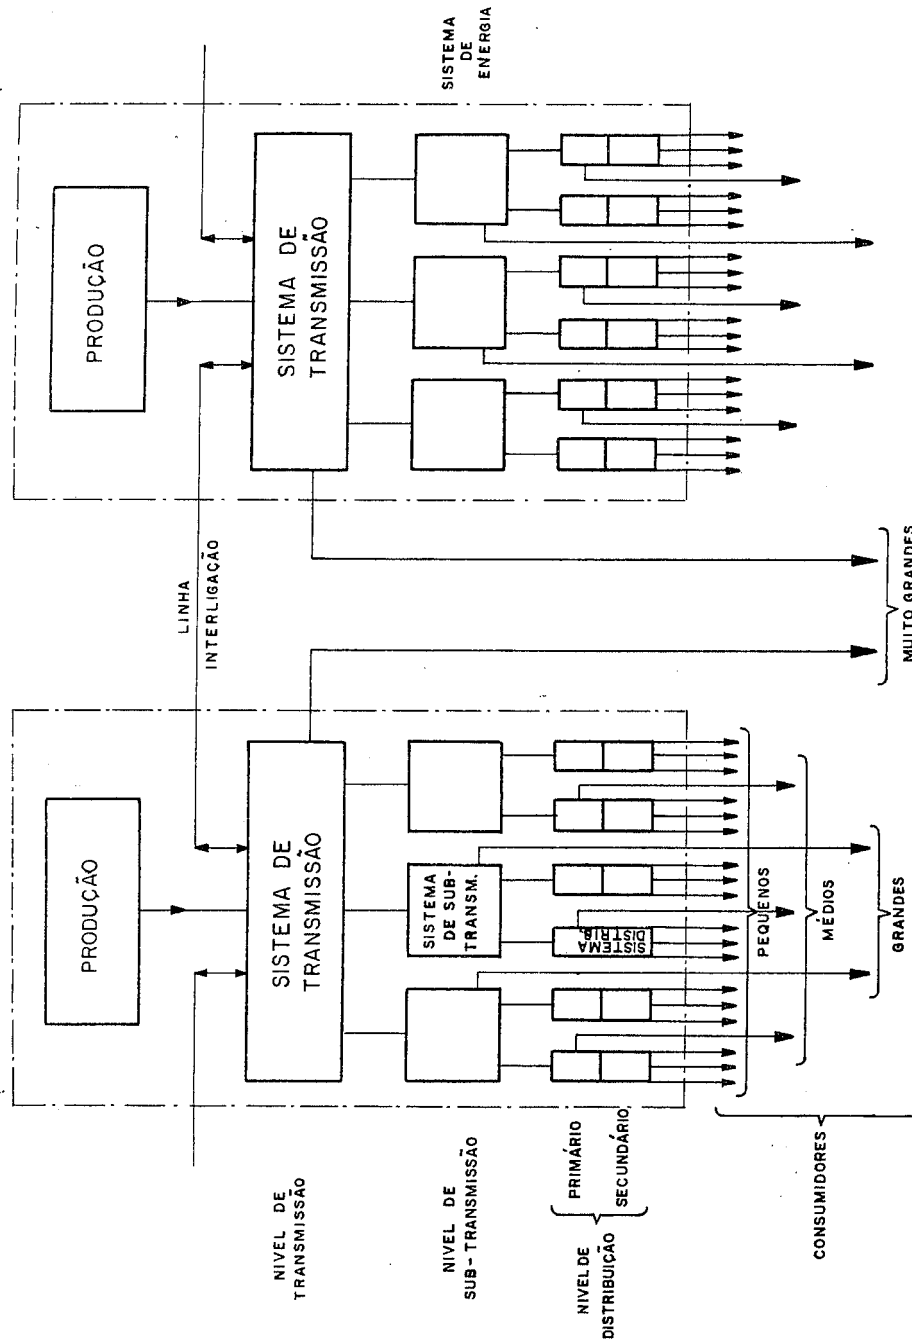 SISTEMA
DE
ENERGIA
PRODUÇÃO
SISTEMA DE
TRANSMISSÃO
LINHA
INTERLIGAÇÃO
PRODUÇÃO
SISTEMA DE
TRANSMISSÃO
SISTEMA
DE SUB-
TRANSM.
SISTEMA
DISTRIB.
NIVEL DE
TRANSMISSÃO
NIVEL DE
SUB-TRANSMISSÃO
NIVEL DE
DISTRIBUIÇÃO
PRIMÁRIO
SECUNDÁRIO
CONSUMIDORES
PEQUENOS
MÉDIOS
GRANDES
MUITO GRANDES